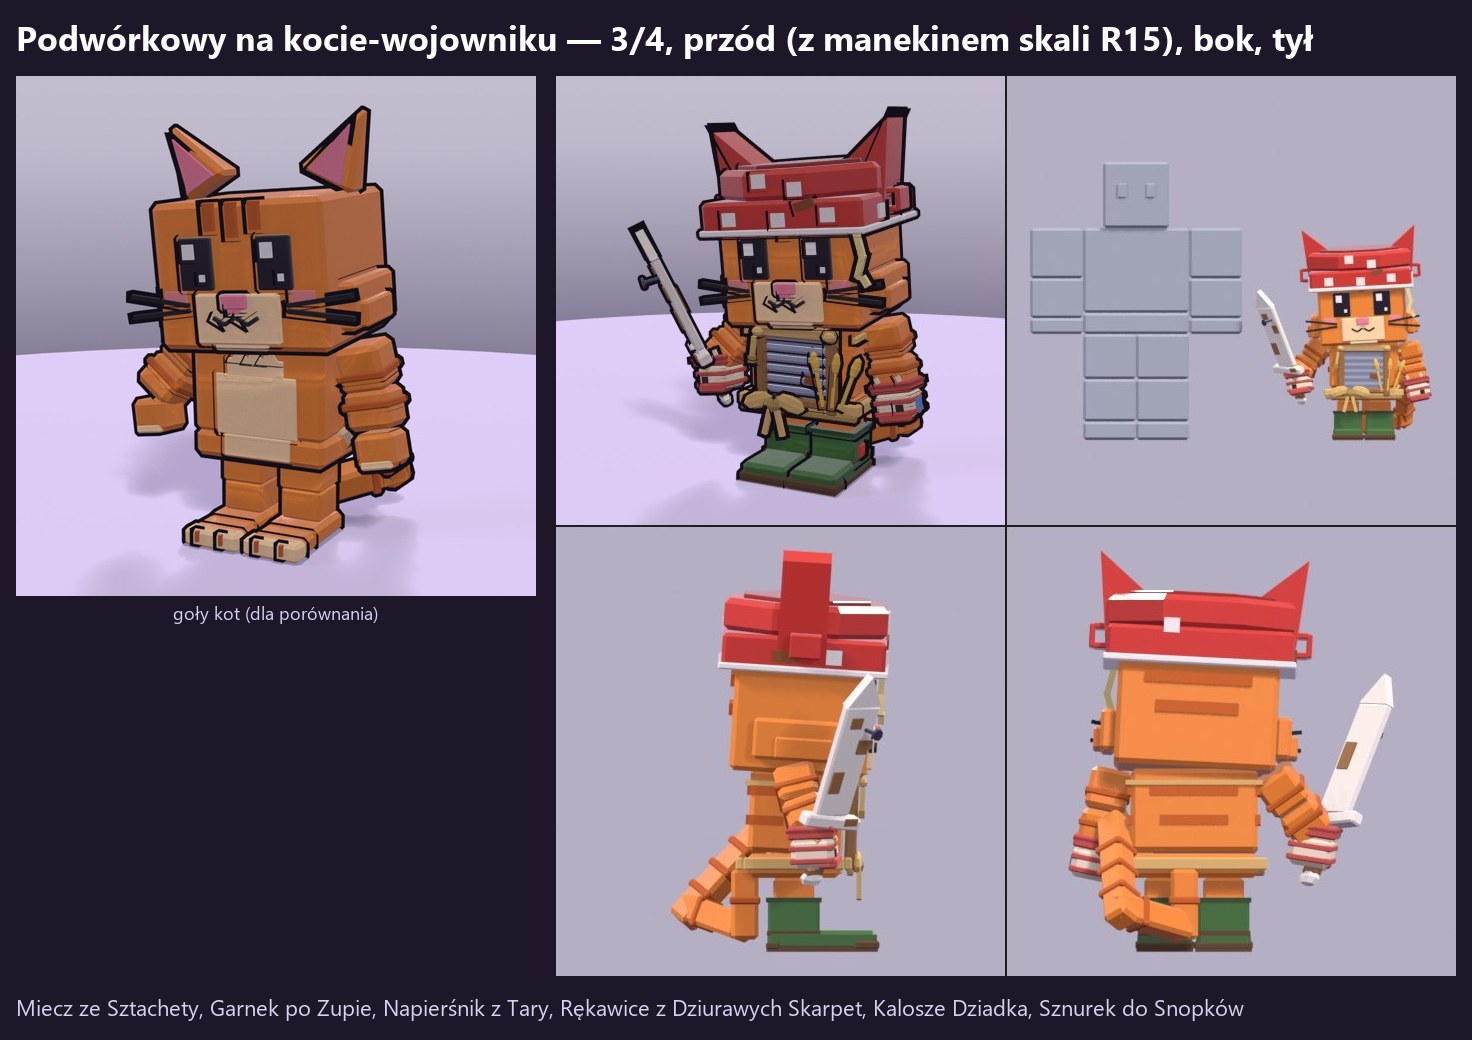 Podwórkowy na kocie-wojowniku — 3/4, przód (z manekinem skali R15), bok, tył
goły kot (dla porównania)
Miecz ze Sztachety, Garnek po Zupie, Napierśnik z Tary, Rękawice z Dziurawych Skarpet, Kalosze Dziadka, Sznurek do Snopków